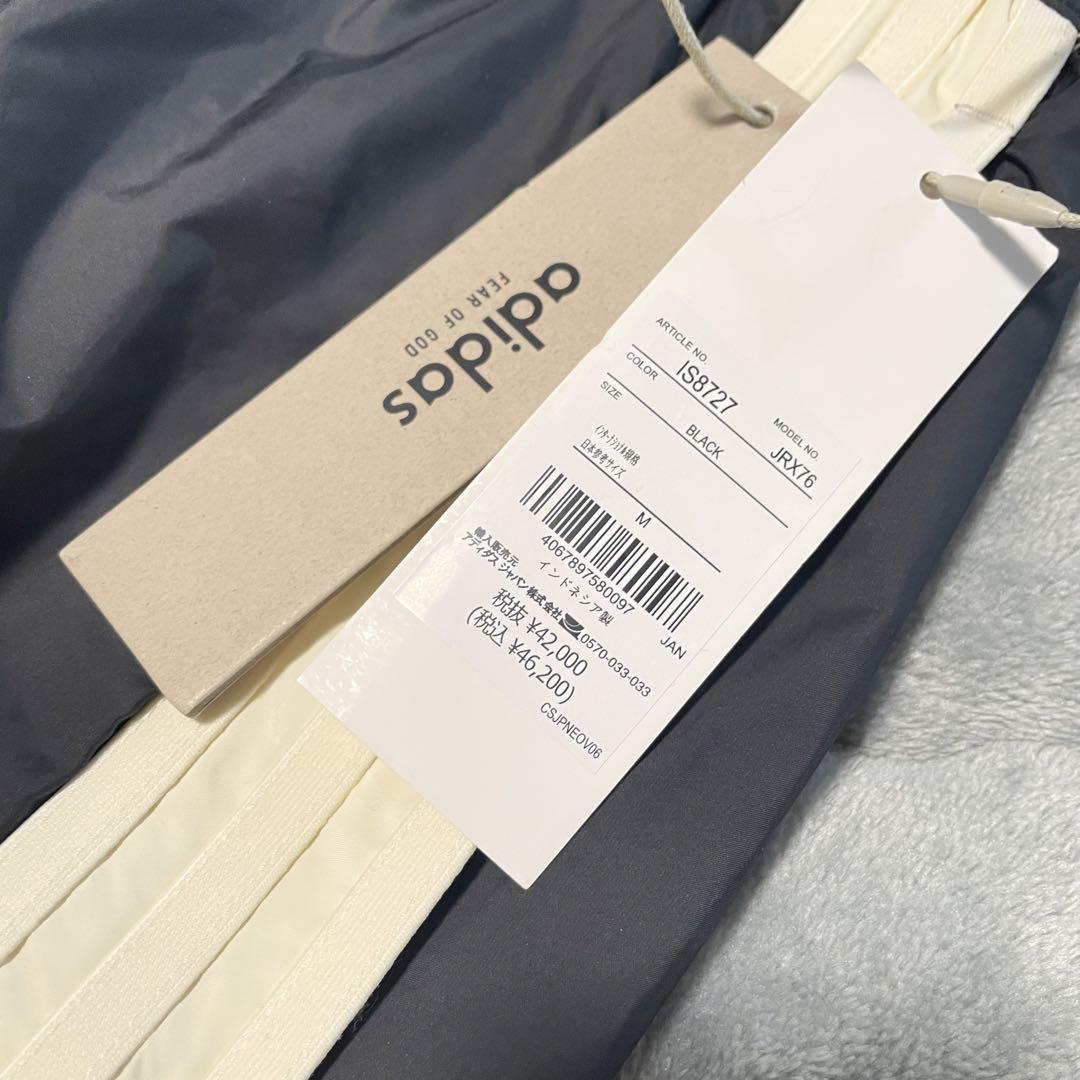 adidas
FEAR OF GOD
ARTICLE NO. MODEL NO.
IS8727 JRX76
COLOR
BLACK
SIZE
インターナショナル規格
日本参考サイズ M
4067897580097 JAN
インドネシア製
輸入販売元
アディダス ジャパン株式会社 0570-033-033
税抜 ¥42,000
(税込 ¥46,200)
CSJPNEOV06